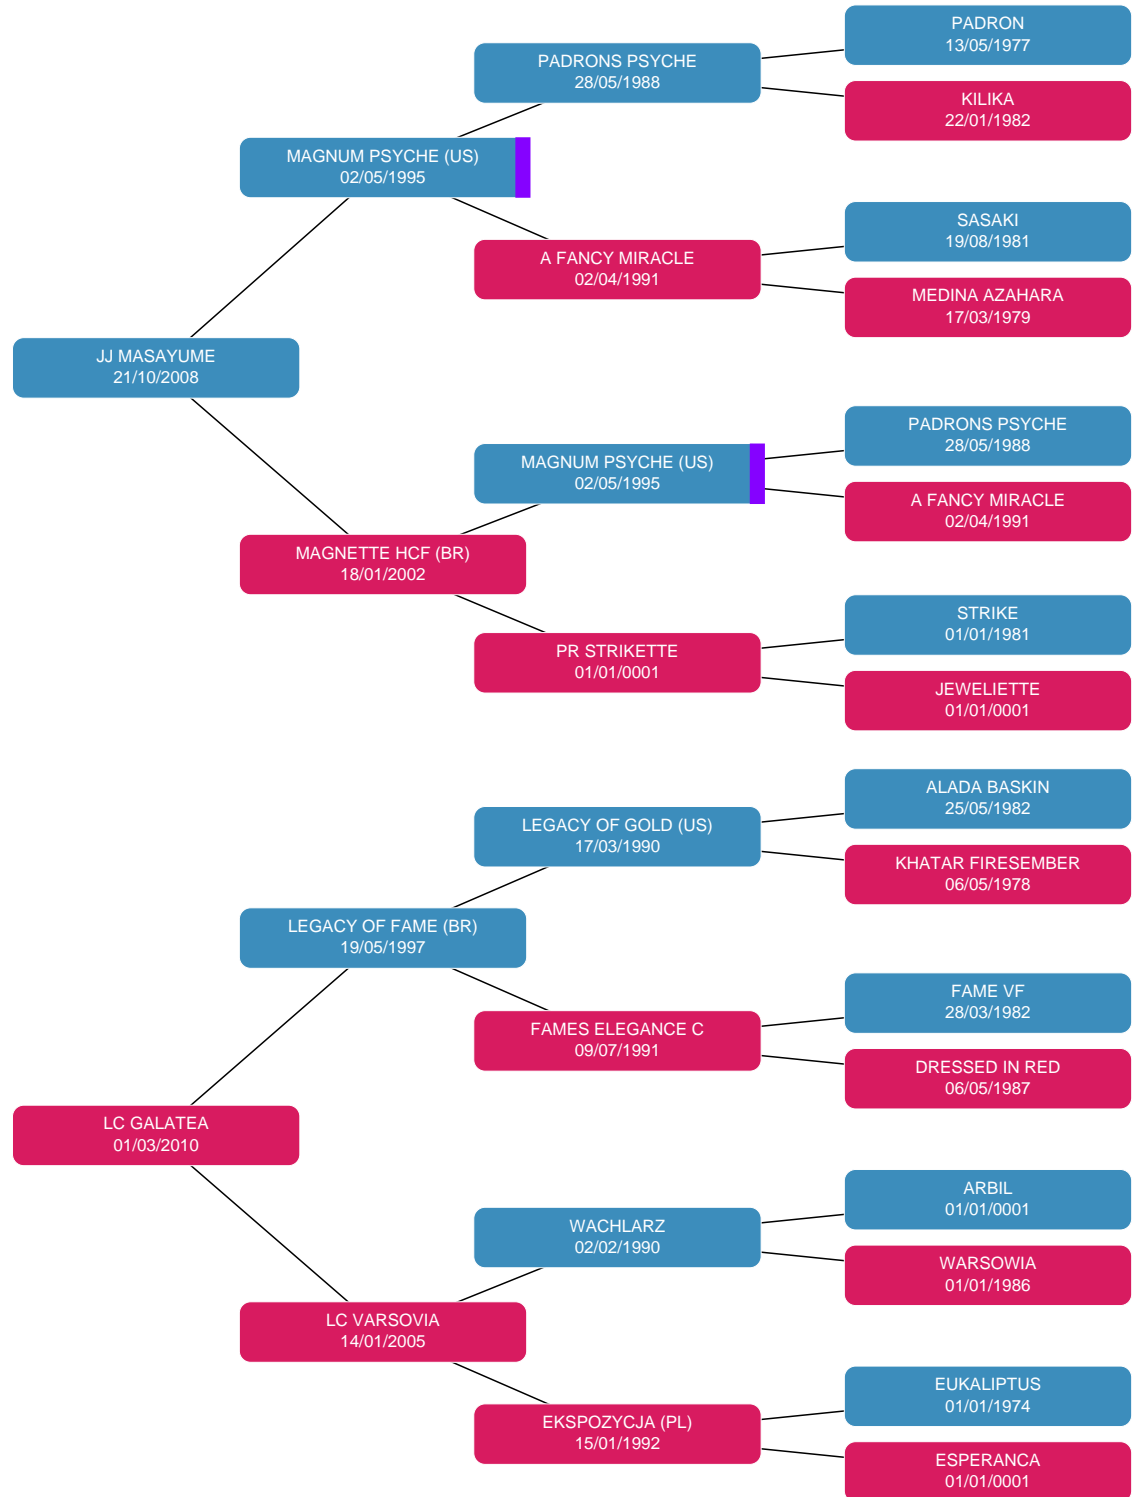 PADRON
13/05/1977
PADRONS PSYCHE
28/05/1988
KILIKA
22/01/1982
MAGNUM PSYCHE (US)
02/05/1995
SASAKI
19/08/1981
A FANCY MIRACLE
02/04/1991
MEDINA AZAHARA
17/03/1979
JJ MASAYUME
21/10/2008
PADRONS PSYCHE
28/05/1988
MAGNUM PSYCHE (US)
02/05/1995
A FANCY MIRACLE
02/04/1991
MAGNETTE HCF (BR)
18/01/2002
STRIKE
01/01/1981
PR STRIKETTE
01/01/0001
JEWELIETTE
01/01/0001
ALADA BASKIN
25/05/1982
LEGACY OF GOLD (US)
17/03/1990
KHATAR FIRESEMBER
06/05/1978
LEGACY OF FAME (BR)
19/05/1997
FAME VF
28/03/1982
FAMES ELEGANCE C
09/07/1991
DRESSED IN RED
06/05/1987
LC GALATEA
01/03/2010
ARBIL
01/01/0001
WACHLARZ
02/02/1990
WARSOWIA
01/01/1986
LC VARSOVIA
14/01/2005
EUKALIPTUS
01/01/1974
EKSPOZYCJA (PL)
15/01/1992
ESPERANCA
01/01/0001